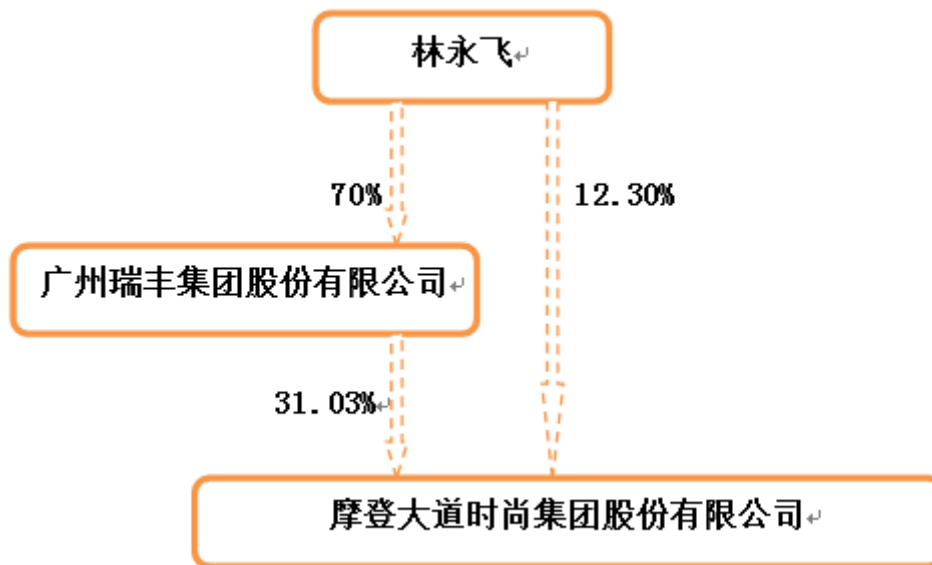 林永飞
70%
12.30%
广州瑞丰集团股份有限公司
31.03%
摩登大道时尚集团股份有限公司